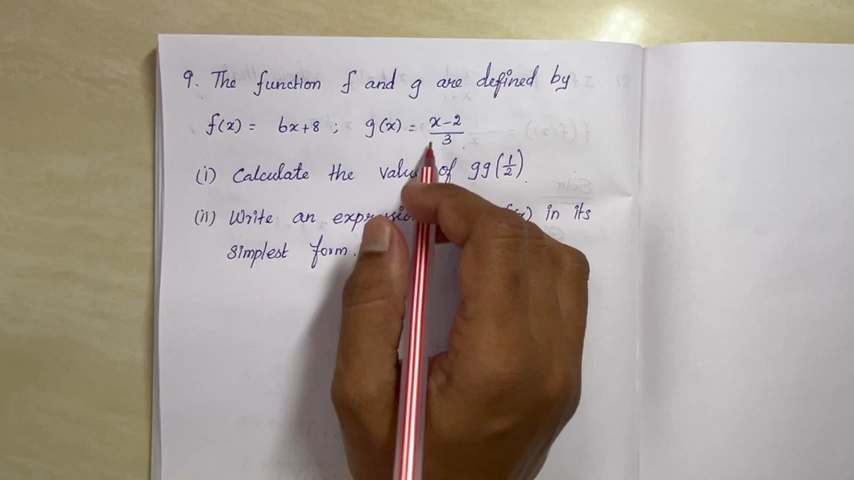 9. The function f and g are defined by
f(x) = 6x+8 ; g(x) = x-2/3
(i) Calculate the value of gg(1/2)
(ii) Write an in its
simplest form.